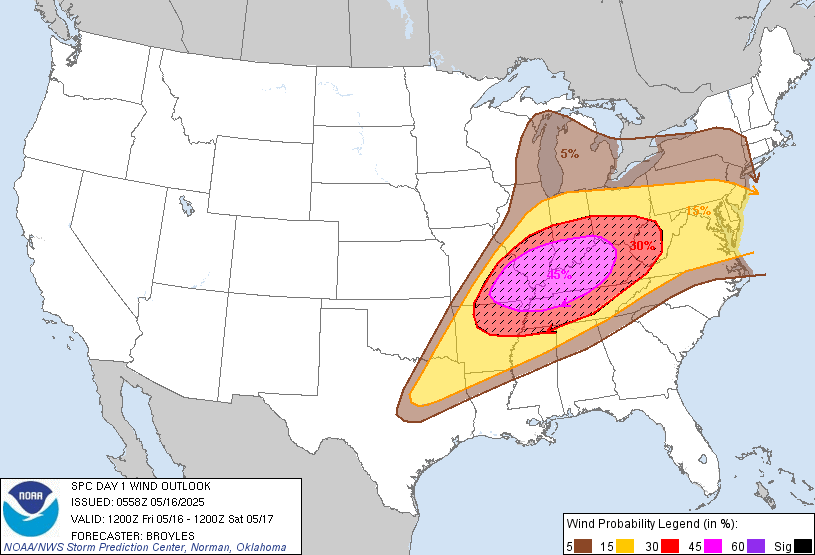 5%
15%
30%
45%
NOAA
SPC DAY 1 WIND OUTLOOK
ISSUED: 0558Z 05/16/2025
VALID: 1200Z Fri 05/16 - 1200Z Sat 05/17
FORECASTER: BROYLES
NOAA/NWS Storm Prediction Center, Norman, Oklahoma
Wind Probability Legend (in %):
5 15 30 45 60 Sig